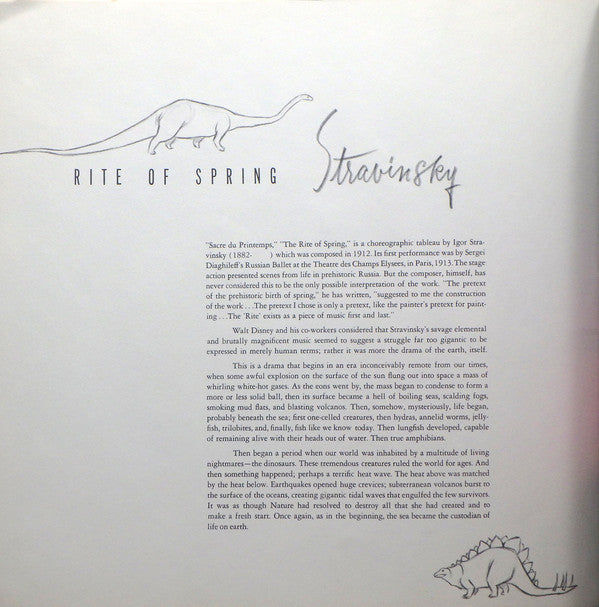 RITE OF SPRING
Stravinsky
"Sacre du Printemps," "The Rite of Spring," is a choreographic tableau by Igor Stra-
vinsky (1882- ) which was composed in 1912. Its first performance was by Sergei
Diaghileff's Russian Ballet at the Theatre des Champs Elysees, in Paris, 1913. The stage
action presented scenes from life in prehistoric Russia. But the composer, himself, has
never considered this to be the only possible interpretation of the work. "The pretext
of the prehistoric birth of spring," he has written, "suggested to me the construction
of the work . . . The pretext I chose is only a pretext, like the painter's pretext for paint-
ing . . . The 'Rite' exists as a piece of music first and last."
Walt Disney and his co-workers considered that Stravinsky's savage elemental
and brutally magnificent music seemed to suggest a struggle far too gigantic to be
expressed in merely human terms; rather it was more the drama of the earth, itself.
This is a drama that begins in an era inconceivably remote from our times,
when some awful explosion on the surface of the sun flung out into space a mass of
whirling white-hot gases. As the eons went by, the mass began to condense to form a
more or less solid ball, then its surface became a hell of boiling seas, scalding fogs,
smoking mud flats, and blasting volcanos. Then, somehow, mysteriously, life began,
probably beneath the sea; first one-celled creatures, then hydras, annelid worms, jelly-
fish, trilobites, and, finally, fish like we know today. Then lungfish developed, capable
of remaining alive with their heads out of water. Then true amphibians.
Then began a period when our world was inhabited by a multitude of living
nightmares—the dinosaurs. These tremendous creatures ruled the world for ages. And
then something happened; perhaps a terrific heat wave. The heat above was matched
by the heat below. Earthquakes opened huge crevices; subterranean volcanos burst to
the surface of the oceans, creating gigantic tidal waves that engulfed the few survivors.
It was as though Nature had resolved to destroy all that she had created and to
make a fresh start. Once again, as in the beginning, the sea became the custodian of
life on earth.